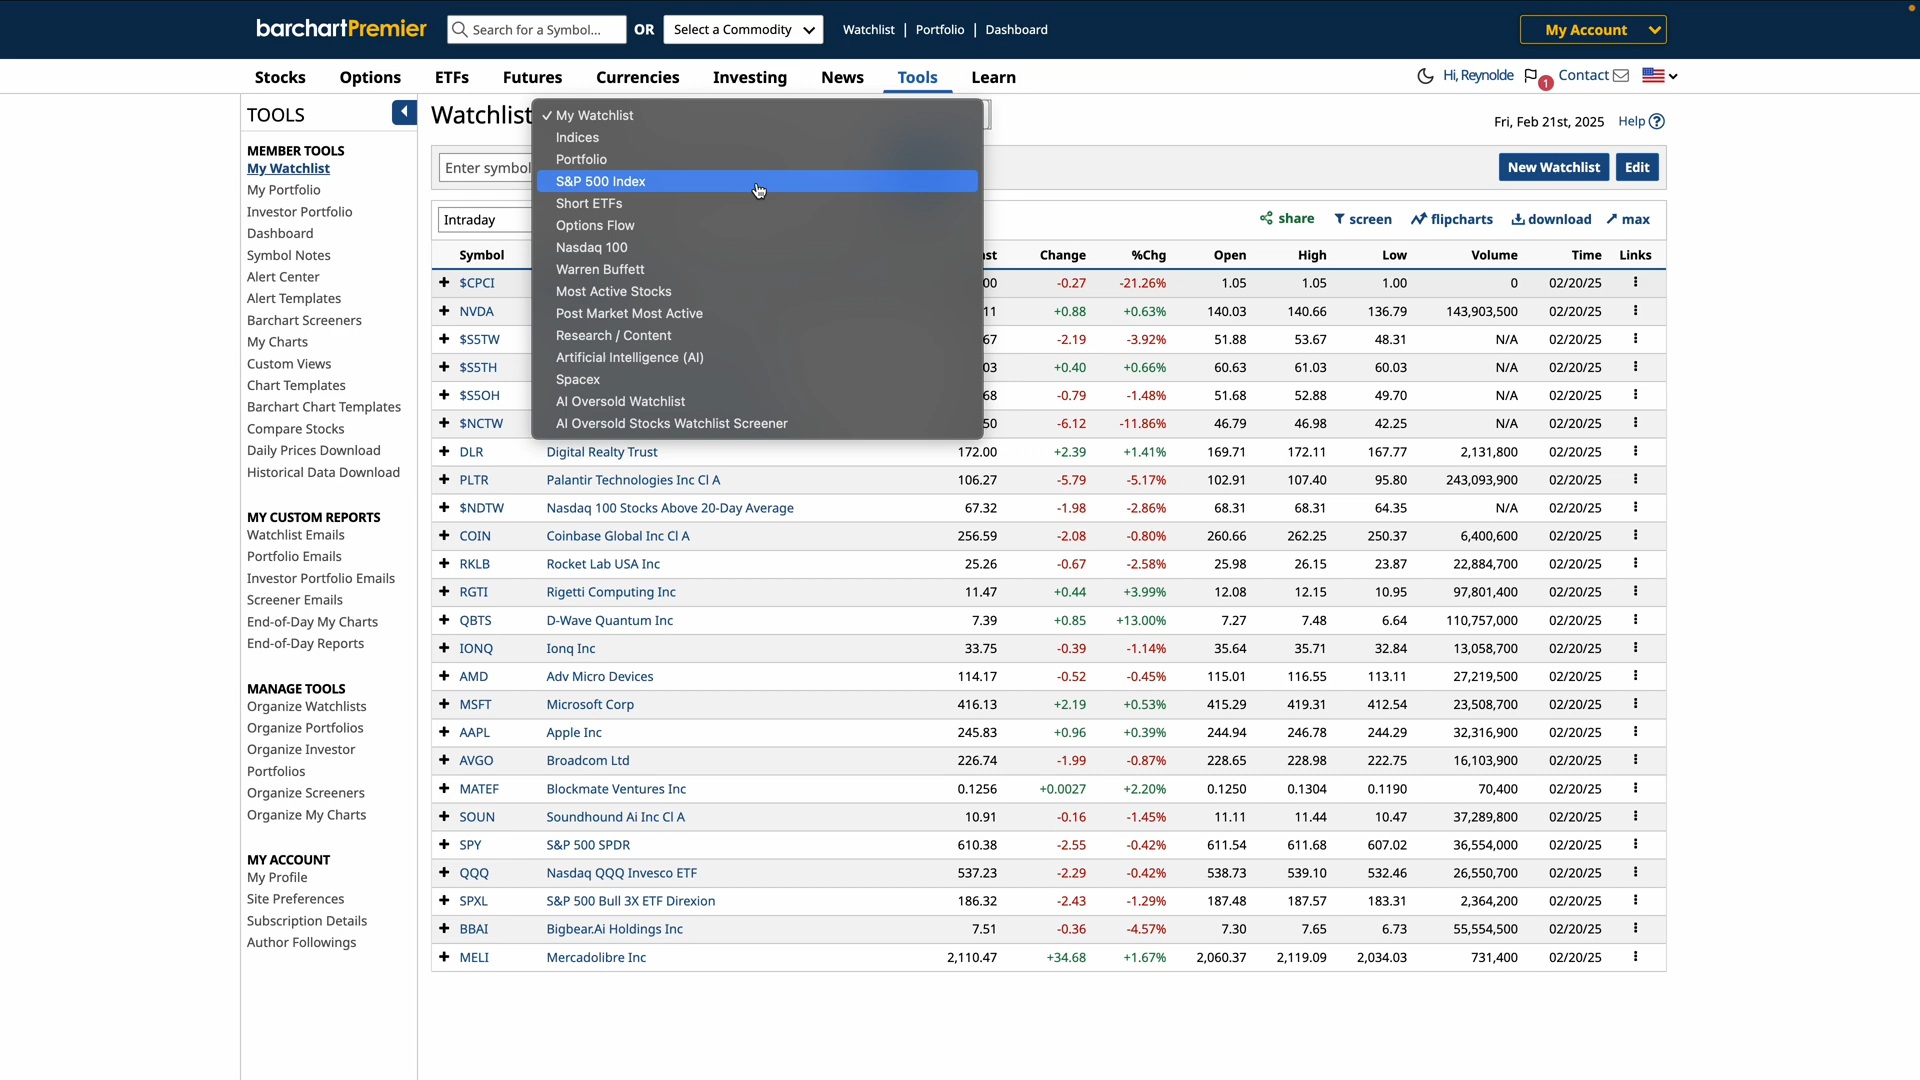 barchartPremier Search for a Symbol... OR Select a Commodity Watchlist | Portfolio | Dashboard My Account
Stocks Options ETFs Futures Currencies Investing News Tools Learn Hi, Reynolde 1 Contact
TOOLS
MEMBER TOOLS
My Watchlist
My Portfolio
Investor Portfolio
Dashboard
Symbol Notes
Alert Center
Alert Templates
Barchart Screeners
My Charts
Custom Views
Chart Templates
Barchart Chart Templates
Compare Stocks
Daily Prices Download
Historical Data Download
MY CUSTOM REPORTS
Watchlist Emails
Portfolio Emails
Investor Portfolio Emails
Screener Emails
End-of-Day My Charts
End-of-Day Reports
MANAGE TOOLS
Organize Watchlists
Organize Portfolios
Organize Investor
Portfolios
Organize Screeners
Organize My Charts
MY ACCOUNT
My Profile
Site Preferences
Subscription Details
Author Followings
Watchlist
✓ My Watchlist
Indices
Portfolio
S&P 500 Index
Short ETFs
Options Flow
Nasdaq 100
Warren Buffett
Most Active Stocks
Post Market Most Active
Research / Content
Artificial Intelligence (AI)
Spacex
AI Oversold Watchlist
AI Oversold Stocks Watchlist Screener
Fri, Feb 21st, 2025 Help ?
Enter symbol New Watchlist Edit
Intraday share screen flipcharts download max
Symbol st Change %Chg Open High Low Volume Time Links
+ $CPCI 00 -0.27 -21.26% 1.05 1.05 1.00 0 02/20/25
+ NVDA 11 +0.88 +0.63% 140.03 140.66 136.79 143,903,500 02/20/25
+ $S5TW 67 -2.19 -3.92% 51.88 53.67 48.31 N/A 02/20/25
+ $S5TH 03 +0.40 +0.66% 60.63 61.03 60.03 N/A 02/20/25
+ $S5OH 68 -0.79 -1.48% 51.68 52.88 49.70 N/A 02/20/25
+ $NCTW 50 -6.12 -11.86% 46.79 46.98 42.25 N/A 02/20/25
+ DLR Digital Realty Trust 172.00 +2.39 +1.41% 169.71 172.11 167.77 2,131,800 02/20/25
+ PLTR Palantir Technologies Inc Cl A 106.27 -5.79 -5.17% 102.91 107.40 95.80 243,093,900 02/20/25
+ $NDTW Nasdaq 100 Stocks Above 20-Day Average 67.32 -1.98 -2.86% 68.31 68.31 64.35 N/A 02/20/25
+ COIN Coinbase Global Inc Cl A 256.59 -2.08 -0.80% 260.66 262.25 250.37 6,400,600 02/20/25
+ RKLB Rocket Lab USA Inc 25.26 -0.67 -2.58% 25.98 26.15 23.87 22,884,700 02/20/25
+ RGTI Rigetti Computing Inc 11.47 +0.44 +3.99% 12.08 12.15 10.95 97,801,400 02/20/25
+ QBTS D-Wave Quantum Inc 7.39 +0.85 +13.00% 7.27 7.48 6.64 110,757,000 02/20/25
+ IONQ Ionq Inc 33.75 -0.39 -1.14% 35.64 35.71 32.84 13,058,700 02/20/25
+ AMD Adv Micro Devices 114.17 -0.52 -0.45% 115.01 116.55 113.11 27,219,500 02/20/25
+ MSFT Microsoft Corp 416.13 +2.19 +0.53% 415.29 419.31 412.54 23,508,700 02/20/25
+ AAPL Apple Inc 245.83 +0.96 +0.39% 244.94 246.78 244.29 32,316,900 02/20/25
+ AVGO Broadcom Ltd 226.74 -1.99 -0.87% 228.65 228.98 222.75 16,103,900 02/20/25
+ MATEF Blockmate Ventures Inc 0.1256 +0.0027 +2.20% 0.1250 0.1304 0.1190 70,400 02/20/25
+ SOUN Soundhound Ai Inc Cl A 10.91 -0.16 -1.45% 11.11 11.44 10.47 37,289,800 02/20/25
+ SPY S&P 500 SPDR 610.38 -2.55 -0.42% 611.54 611.68 607.02 36,554,000 02/20/25
+ QQQ Nasdaq QQQ Invesco ETF 537.23 -2.29 -0.42% 538.73 539.10 532.46 26,550,700 02/20/25
+ SPXL S&P 500 Bull 3X ETF Direxion 186.32 -2.43 -1.29% 187.48 187.57 183.31 2,364,200 02/20/25
+ BBAI Bigbear.Ai Holdings Inc 7.51 -0.36 -4.57% 7.30 7.65 6.73 55,554,500 02/20/25
+ MELI Mercadolibre Inc 2,110.47 +34.68 +1.67% 2,060.37 2,119.09 2,034.03 731,400 02/20/25